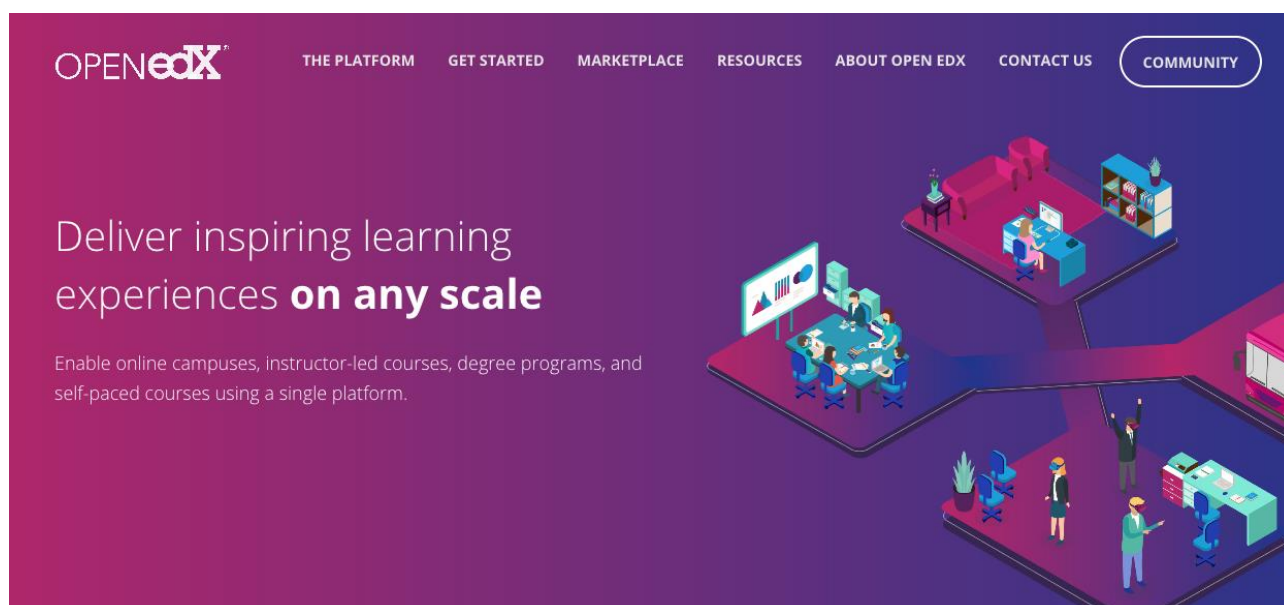 OPENedX
THE PLATFORM
GET STARTED
MARKETPLACE
RESOURCES
ABOUT OPEN EDX
CONTACT US
COMMUNITY
Deliver inspiring learning
experiences on any scale
Enable online campuses, instructor-led courses, degree programs, and
self-paced courses using a single platform.